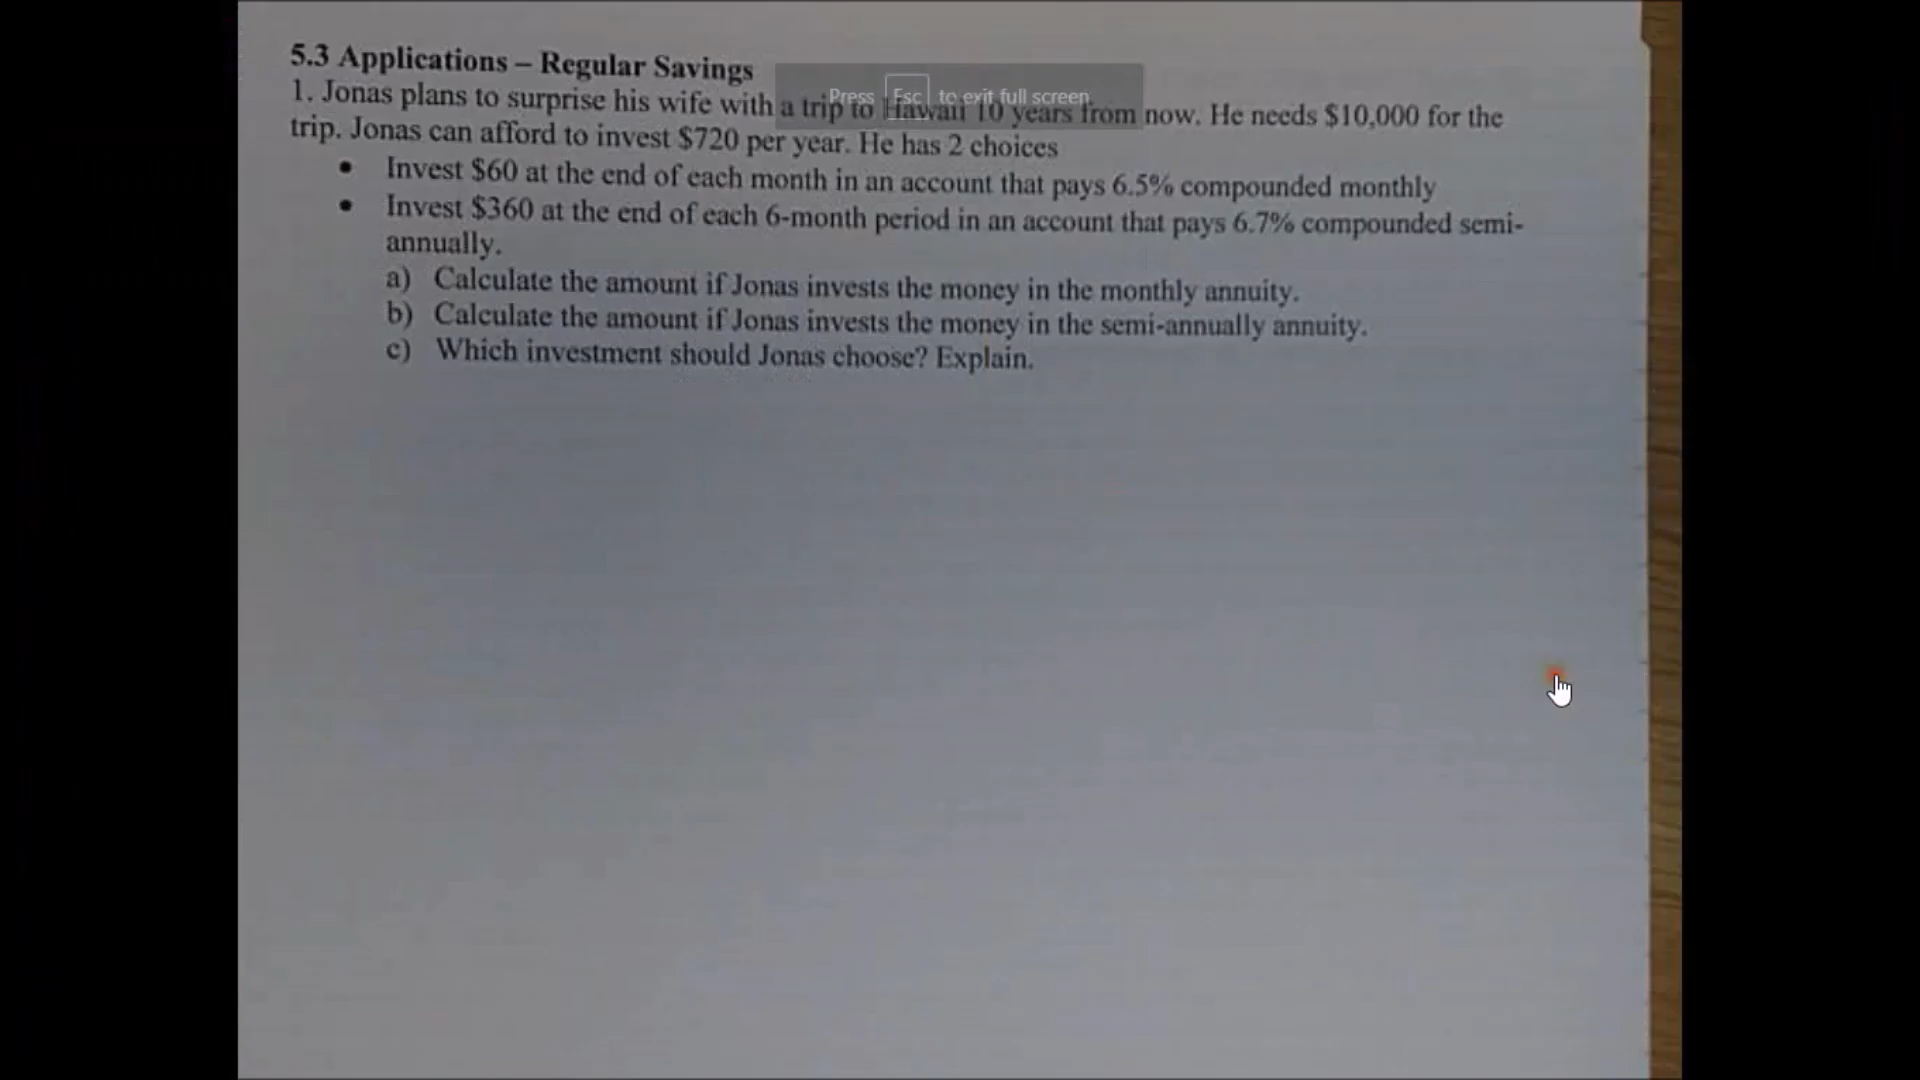 5.3 Applications – Regular Savings
Press Esc to exit full screen
1. Jonas plans to surprise his wife with a trip to Hawaii 10 years from now. He needs $10,000 for the
trip. Jonas can afford to invest $720 per year. He has 2 choices
• Invest $60 at the end of each month in an account that pays 6.5% compounded monthly
• Invest $360 at the end of each 6-month period in an account that pays 6.7% compounded semi-
annually.
a) Calculate the amount if Jonas invests the money in the monthly annuity.
b) Calculate the amount if Jonas invests the money in the semi-annually annuity.
c) Which investment should Jonas choose? Explain.